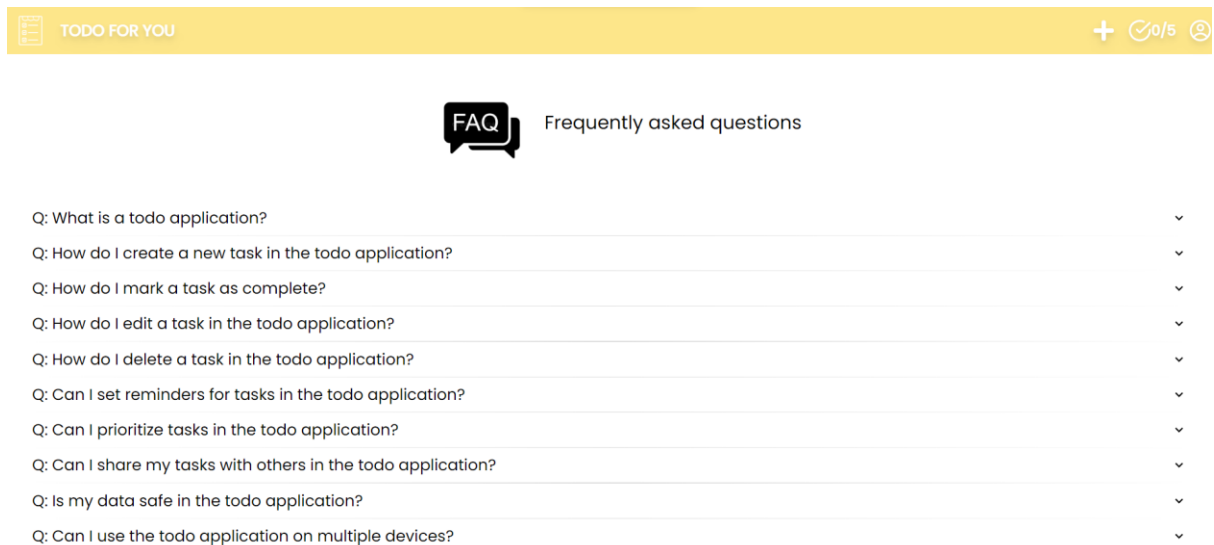 TODO FOR YOU
0/5
FAQ
Frequently asked questions
Q: What is a todo application?
Q: How do I create a new task in the todo application?
Q: How do I mark a task as complete?
Q: How do I edit a task in the todo application?
Q: How do I delete a task in the todo application?
Q: Can I set reminders for tasks in the todo application?
Q: Can I prioritize tasks in the todo application?
Q: Can I share my tasks with others in the todo application?
Q: Is my data safe in the todo application?
Q: Can I use the todo application on multiple devices?